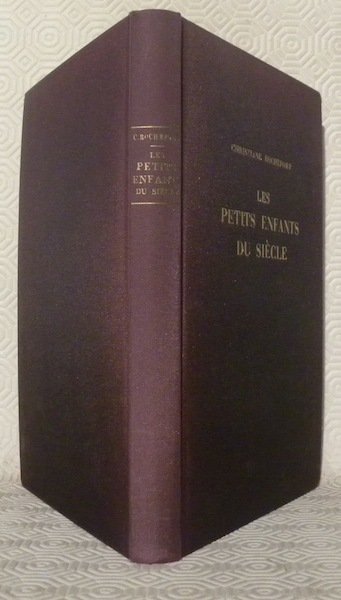 C. ROCHEFORT
LES
PETITS
ENFANTS
DU SIÈCLE
CHRISTIANE ROCHEFORT
LES
PETITS ENFANTS
DU SIÈCLE